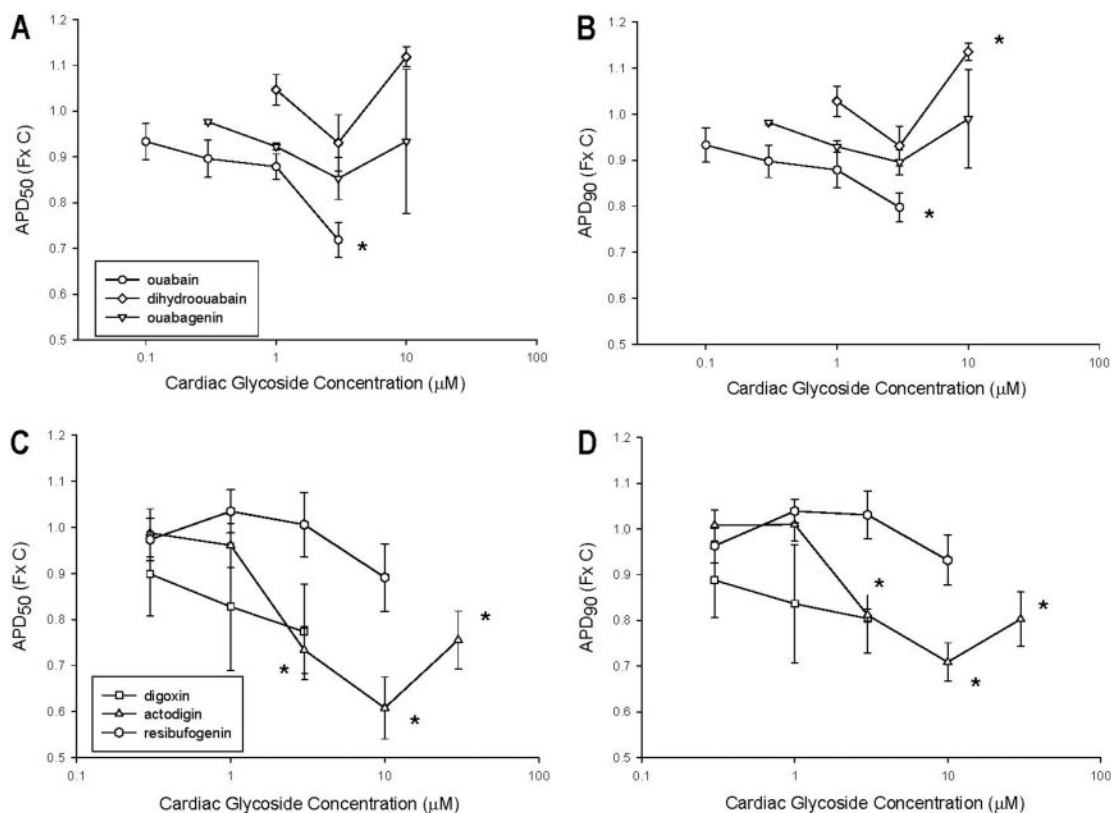 A
1.2
1.1
1.0
0.9
0.8
0.7
0.6
0.5
APD50 (Fx C)
*
ouabain
dihydroouabain
ouabagenin
0.1 1 10 100
Cardiac Glycoside Concentration (μM)
B
1.2
1.1
1.0
0.9
0.8
0.7
0.6
0.5
APD90 (Fx C)
*
*
0.1 1 10 100
Cardiac Glycoside Concentration (μM)
C
1.2
1.1
1.0
0.9
0.8
0.7
0.6
0.5
APD50 (Fx C)
*
*
*
digoxin
actodigin
resibufogenin
0.1 1 10 100
Cardiac Glycoside Concentration (μM)
D
1.2
1.1
1.0
0.9
0.8
0.7
0.6
0.5
APD90 (Fx C)
*
*
*
0.1 1 10 100
Cardiac Glycoside Concentration (μM)